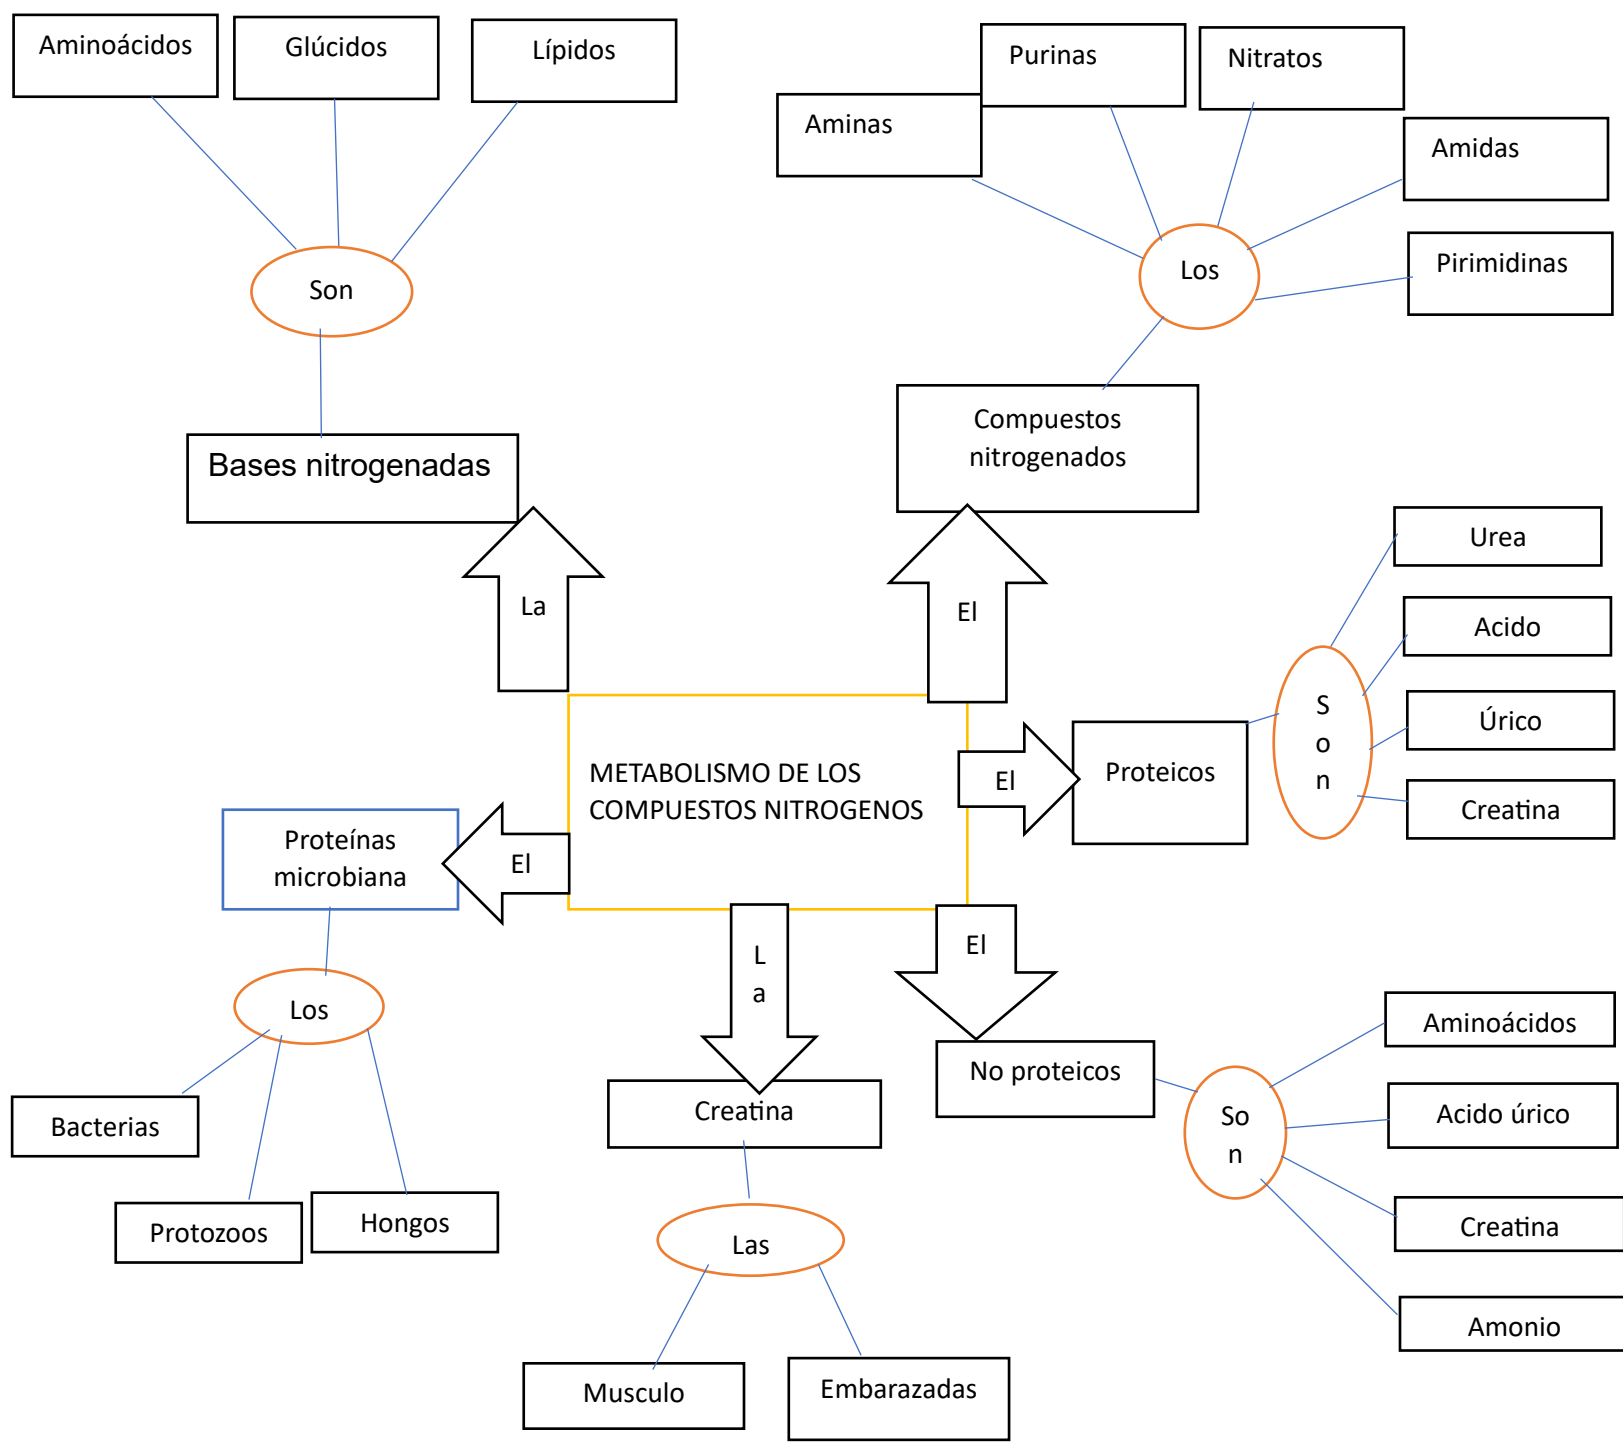 Aminoácidos
Glúcidos
Lípidos
Son
Bases nitrogenadas
La
Purinas
Nitratos
Aminas
Amidas
Pirimidinas
Los
Compuestos
nitrogenados
El
METABOLISMO DE LOS
COMPUESTOS NITROGENOS
El
Proteicos
S
o
n
Urea
Acido
Úrico
Creatina
El
Proteínas
microbiana
Los
Bacterias
Protozoos
Hongos
L
a
Creatina
Las
Musculo
Embarazadas
El
No proteicos
So
n
Aminoácidos
Acido úrico
Creatina
Amonio